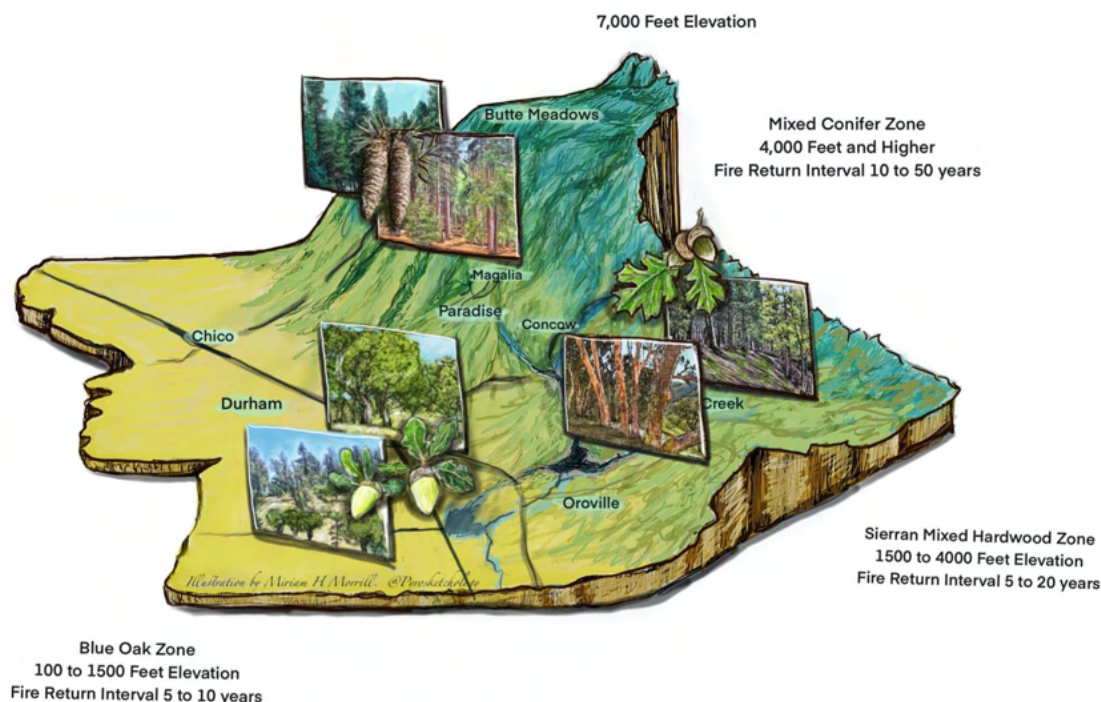 7,000 Feet Elevation
Butte Meadows
Mixed Conifer Zone
4,000 Feet and Higher
Fire Return Interval 10 to 50 years
Magalia
Paradise
Concow
Chico
Durham
Creek
Oroville
Sierran Mixed Hardwood Zone
1500 to 4000 Feet Elevation
Fire Return Interval 5 to 20 years
Illustration by Miriam H Morrill. @Pyrosketchology
Blue Oak Zone
100 to 1500 Feet Elevation
Fire Return Interval 5 to 10 years